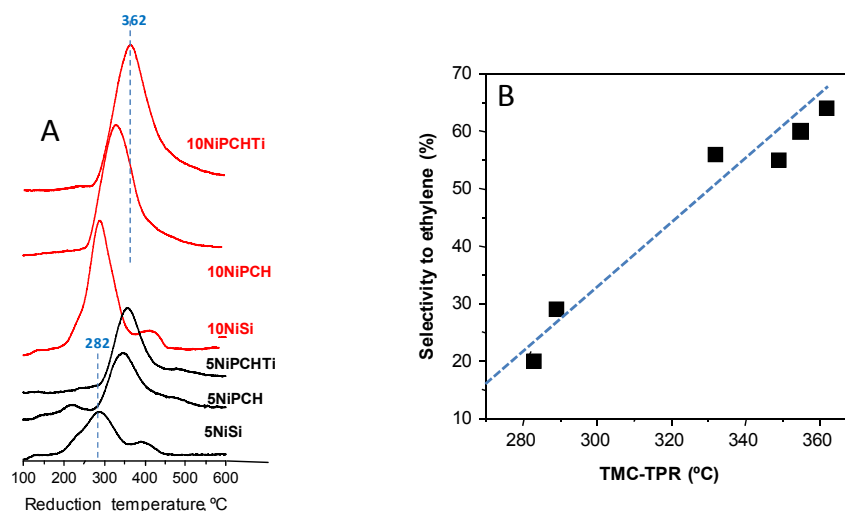 362
A
10NiPCHTi
10NiPCH
10NiSi
282
5NiPCHTi
5NiPCH
5NiSi
100 200 300 400 500 600
Reduction temperature, ºC
B
70
60
50
40
30
20
10
280 300 320 340 360
Selectivity to ethylene (%)
TMC-TPR (ºC)